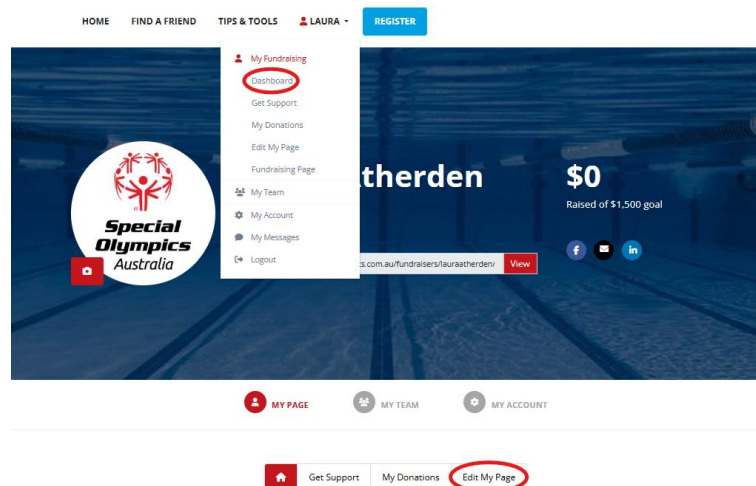 HOME FIND A FRIEND TIPS & TOOLS LAURA REGISTER
My Fundraising
Dashboard
Get Support
My Donations
Edit My Page
Fundraising Page
My Team
My Account
My Messages
Logout
Special
Olympics
Australia
therden
cs.com.au/fundraisers/lauraatherden/ View
$0
Raised of $1,500 goal
MY PAGE MY TEAM MY ACCOUNT
Get Support My Donations Edit My Page